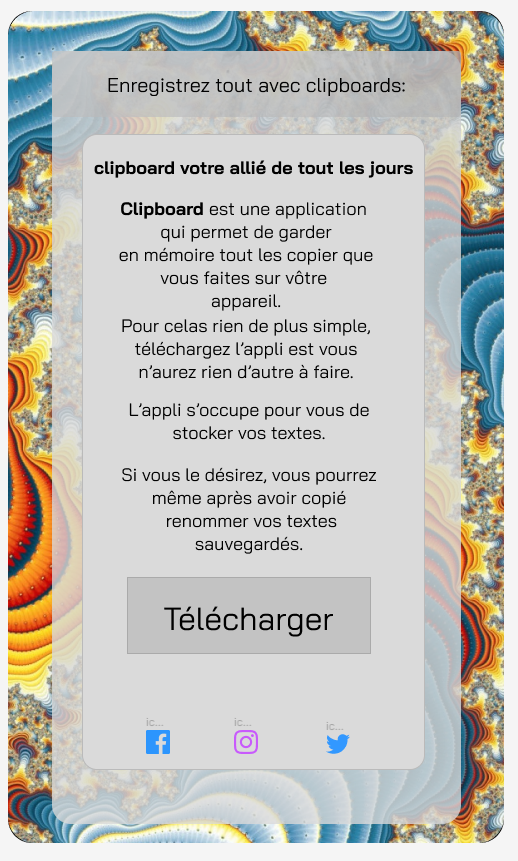 Enregistrez tout avec clipboards:
clipboard votre allié de tout les jours
Clipboard est une application
qui permet de garder
en mémoire tout les copier que
vous faites sur vôtre
appareil.
Pour celas rien de plus simple,
téléchargez l’appli est vous
n’aurez rien d’autre à faire.
L’appli s’occupe pour vous de
stocker vos textes.
Si vous le désirez, vous pourrez
même après avoir copié
renommer vos textes
sauvegardés.
Télécharger
ic... ic... ic...